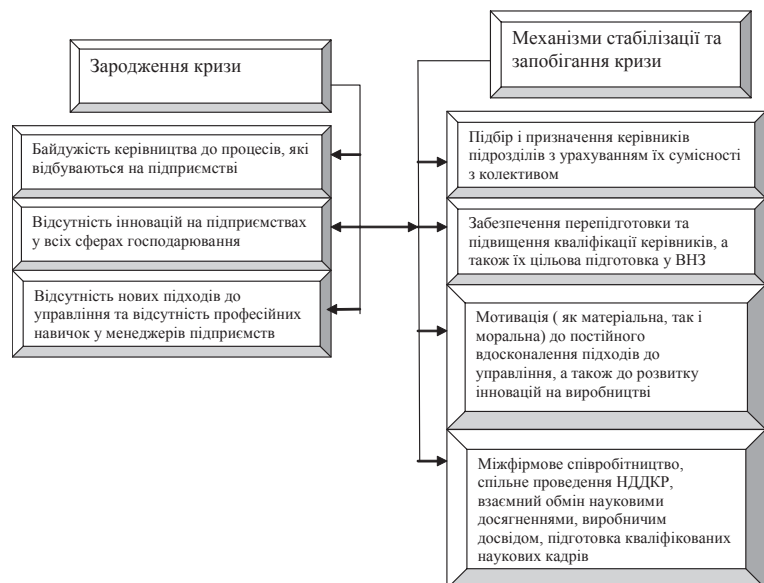 Зародження кризи
Байдужість керівництва до процесів, які
відбуваються на підприємстві
Відсутність інновацій на підприємствах
у всіх сферах господарювання
Відсутність нових підходів до
управління та відсутність професійних
навичок у менеджерів підприємств
Механізми стабілізації та
запобігання кризи
Підбір і призначення керівників
підрозділів з урахуванням їх сумісності
з колективом
Забезпечення перепідготовки та
підвищення кваліфікації керівників, а
також їх цільова підготовка у ВНЗ
Мотивація ( як матеріальна, так і
моральна) до постійного
вдосконалення підходів до
управління, а також до розвитку
інновацій на виробництві
Міжфірмове співробітництво,
спільне проведення НДДКР,
взаємний обмін науковими
досягненнями, виробничим
досвідом, підготовка кваліфікованих
наукових кадрів